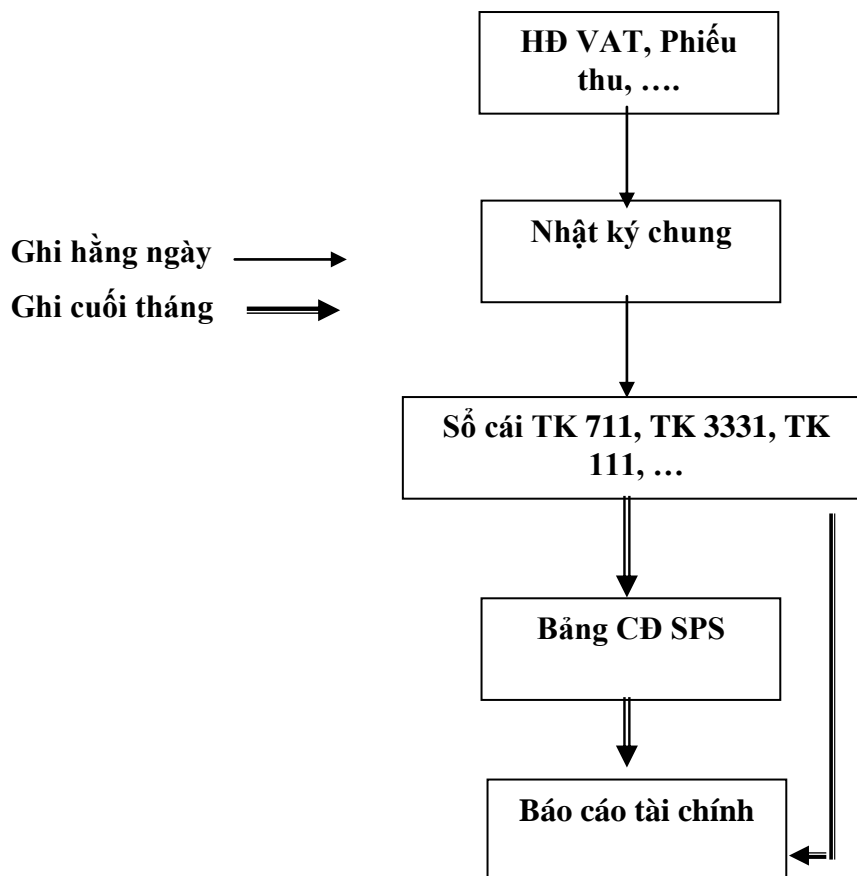 HĐ VAT, Phiếu
thu, ….
Nhật ký chung
Ghi hằng ngày
Ghi cuối tháng
Sổ cái TK 711, TK 3331, TK
111, …
Bảng CĐ SPS
Báo cáo tài chính